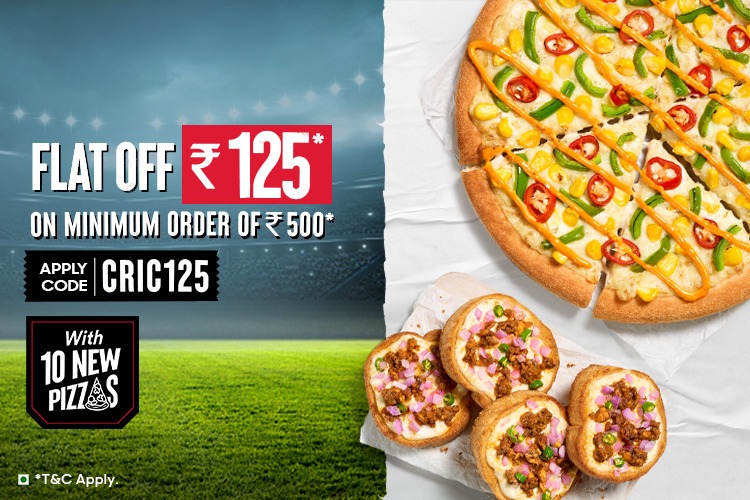 FLAT OFF ₹125*
ON MINIMUM ORDER OF ₹500*
APPLY
CODE
CRIC125
With
10 NEW
PIZZAS
*T&C Apply.